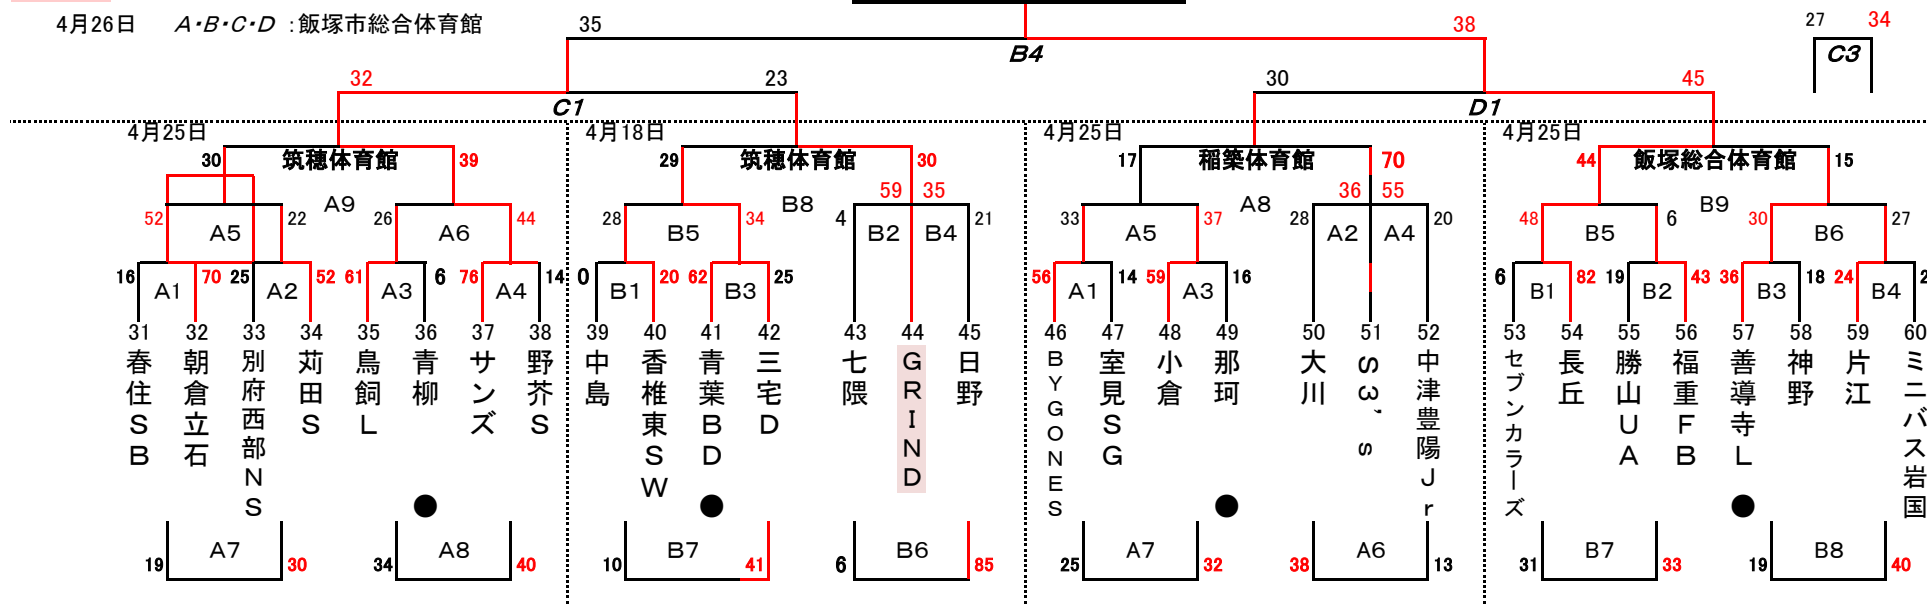 4月26日 A・B・C・D :飯塚市総合体育館
35 38 27 34
B4 C3
32 23 30 45
C1 D1
4月25日 4月18日 4月25日 4月25日
30 筑穂体育館 39 29 筑穂体育館 30 17 稲築体育館 70 44 飯塚総合体育館 15
59 35 36 55
A9 B8 A8 B9
52 22 26 44 28 34 4 21 33 37 28 20 48 6 30 27
A5 A6 B5 B2 B4 A5 A2 A4 B5 B6
16 70 25 52 61 6 76 14 0 20 62 25 56 14 59 16 6 82 19 43 36 18 24 2
A1 A2 A3 A4 B1 B3 A1 A3 B1 B2 B3 B4
31 32 33 34 35 36 37 38 39 40 41 42 43 44 45 46 47 48 49 50 51 52 53 54 55 56 57 58 59 60
春住SB
朝倉立石
別府西部NS
苅田S
鳥飼L
青柳
サンズ
野芥S
中島
香椎東SW
青葉BD
三宅D
七隈
GRIND
日野
BYGONES
室見SG
小倉
那珂
大川
S3's
中津豊陽Jr
セブンカラーズ
長丘
勝山UA
福重FB
善導寺L
神野
片江
ミニバス岩国
A7 A8 B7 B6 A7 A6 B7 B8
19 30 34 40 10 41 6 85 25 32 38 13 31 33 19 40